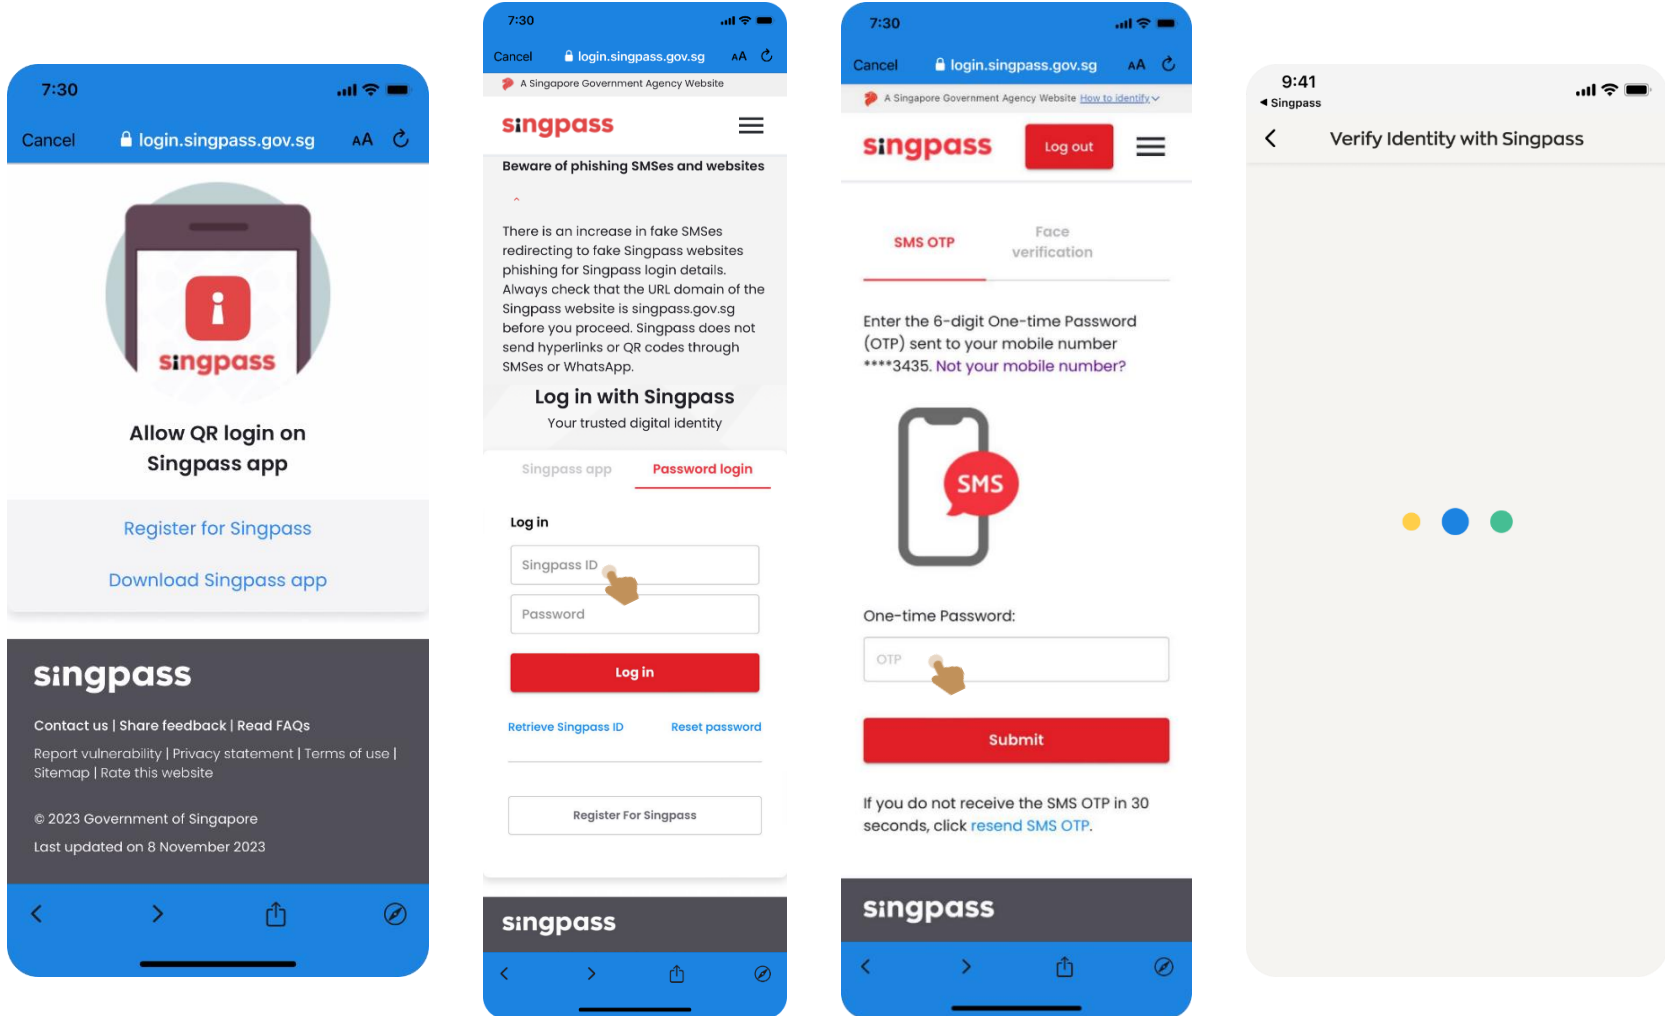 7:30
Cancel login.singpass.gov.sg AA
singpass
Allow QR login on
Singpass app
Register for Singpass
Download Singpass app
singpass
Contact us | Share feedback | Read FAQs
Report vulnerability | Privacy statement | Terms of use |
Sitemap | Rate this website
© 2023 Government of Singapore
Last updated on 8 November 2023
7:30
Cancel login.singpass.gov.sg AA
A Singapore Government Agency Website
singpass
Beware of phishing SMSes and websites
There is an increase in fake SMSes
redirecting to fake Singpass websites
phishing for Singpass login details.
Always check that the URL domain of the
Singpass website is singpass.gov.sg
before you proceed. Singpass does not
send hyperlinks or QR codes through
SMSes or WhatsApp.
Log in with Singpass
Your trusted digital identity
Singpass app Password login
Log in
Singpass ID
Password
Log in
Retrieve Singpass ID Reset password
Register For Singpass
singpass
7:30
Cancel login.singpass.gov.sg AA
A Singapore Government Agency Website How to identify
singpass Log out
SMS OTP Face
verification
Enter the 6-digit One-time Password
(OTP) sent to your mobile number
****3435. Not your mobile number?
SMS
One-time Password:
OTP
Submit
If you do not receive the SMS OTP in 30
seconds, click resend SMS OTP.
singpass
9:41
Singpass
Verify Identity with Singpass